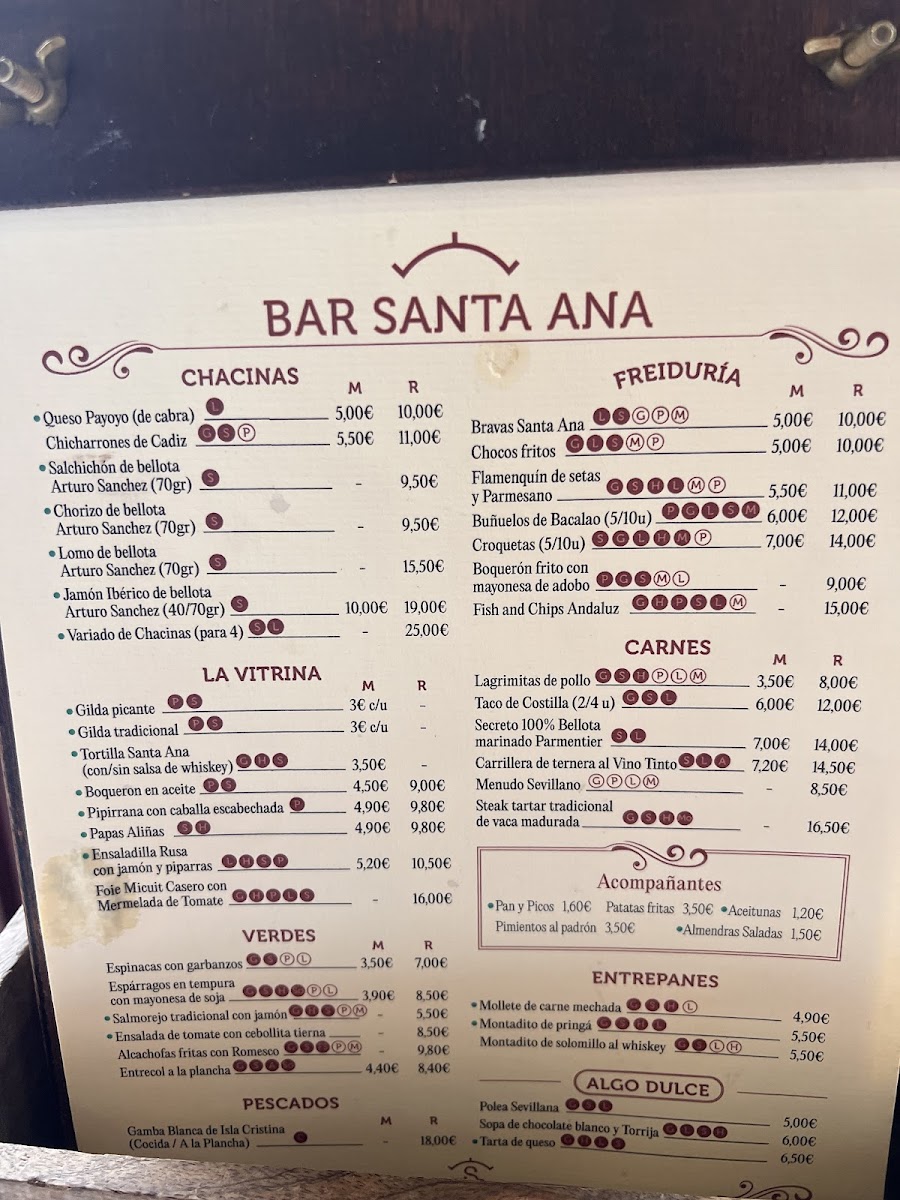 BAR SANTA ANA
CHACINAS
M R
Queso Payoyo (de cabra) L 5,00€ 10,00€
Chicharrones de Cadiz G S P 5,50€ 11,00€
Salchichón de bellota
Arturo Sanchez (70gr) S - 9,50€
Chorizo de bellota
Arturo Sanchez (70gr) S - 9,50€
Lomo de bellota
Arturo Sanchez (70gr) S - 15,50€
Jamón Ibérico de bellota
Arturo Sanchez (40/70gr) S 10,00€ 19,00€
Variado de Chacinas (para 4) S L - 25,00€
LA VITRINA
M R
Gilda picante P S 3€ c/u -
Gilda tradicional P S 3€ c/u -
Tortilla Santa Ana
(con/sin salsa de whiskey) G H S 3,50€ -
Boqueron en aceite P S 4,50€ 9,00€
Pipirrana con caballa escabechada P 4,90€ 9,80€
Papas Aliñas S H 4,90€ 9,80€
Ensaladilla Rusa
con jamón y piparras L H S P 5,20€ 10,50€
Foie Micuit Casero con
Mermelada de Tomate G H P L S - 16,00€
VERDES
M R
Espinacas con garbanzos G S P L 3,50€ 7,00€
Espárragos en tempura
con mayonesa de soja P L 3,90€ 8,50€
Salmorejo tradicional con jamón G H S P M - 5,50€
Ensalada de tomate con cebollita tierna - 8,50€
Alcachofas fritas con Romesco P M - 9,80€
Entrecol a la plancha 4,40€ 8,40€
PESCADOS
M R
Gamba Blanca de Isla Cristina
(Cocida / A la Plancha) - 18,00€
FREIDURÍA
M R
Bravas Santa Ana L S G P M 5,00€ 10,00€
Chocos fritos G L S M P 5,00€ 10,00€
Flamenquín de setas
y Parmesano G S H L M P 5,50€ 11,00€
Buñuelos de Bacalao (5/10u) P G L S M 6,00€ 12,00€
Croquetas (5/10u) S G L H M P 7,00€ 14,00€
Boquerón frito con
mayonesa de adobo P G S M L - 9,00€
Fish and Chips Andaluz G H P S L M - 15,00€
CARNES
M R
Lagrimitas de pollo G S H P L M 3,50€ 8,00€
Taco de Costilla (2/4 u) G S L 6,00€ 12,00€
Secreto 100% Bellota
marinado Parmentier S L 7,00€ 14,00€
Carrillera de ternera al Vino Tinto S L A 7,20€ 14,50€
Menudo Sevillano G P L M - 8,50€
Steak tartar tradicional
de vaca madurada G S H Mo - 16,50€
Acompañantes
Pan y Picos 1,60€ Patatas fritas 3,50€ Aceitunas 1,20€
Pimientos al padrón 3,50€ Almendras Saladas 1,50€
ENTREPANES
Mollete de carne mechada G S H L 4,90€
Montadito de pringá G S H L 5,50€
Montadito de solomillo al whiskey G S L H 5,50€
ALGO DULCE
Polea Sevillana G S L 5,00€
Sopa de chocolate blanco y Torrija G L S H 6,00€
Tarta de queso G H L S 6,50€
S